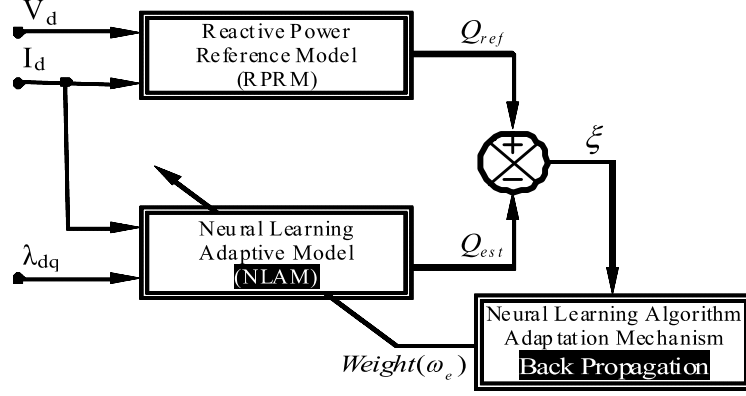 V_d
Reactive Power
Reference Model
(RPRM)
I_d
Q_ref
+
−
ξ
Neural Learning
Adaptive Model
(NLAM)
λ_dq
Q_est
Neural Learning Algorithm
Adaptation Mechanism
Back Propagation
Weight(ω_e)